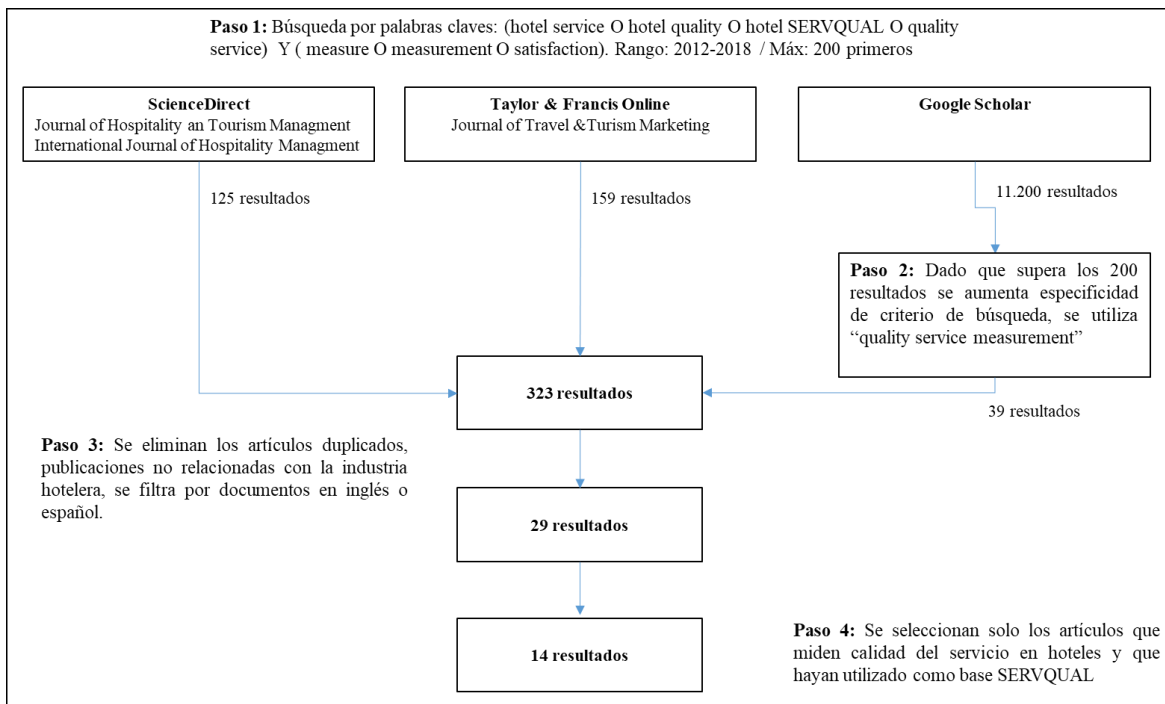 Paso 1: Búsqueda por palabras claves: (hotel service O hotel quality O hotel SERVQUAL O quality
service) Y ( measure O measurement O satisfaction). Rango: 2012-2018 / Máx: 200 primeros
ScienceDirect
Journal of Hospitality an Tourism Managment
International Journal of Hospitality Managment
Taylor & Francis Online
Journal of Travel &Turism Marketing
Google Scholar
125 resultados
159 resultados
11.200 resultados
Paso 2: Dado que supera los 200
resultados se aumenta especificidad
de criterio de búsqueda, se utiliza
“quality service measurement”
323 resultados
39 resultados
Paso 3: Se eliminan los artículos duplicados,
publicaciones no relacionadas con la industria
hotelera, se filtra por documentos en inglés o
español.
29 resultados
14 resultados
Paso 4: Se seleccionan solo los artículos que
miden calidad del servicio en hoteles y que
hayan utilizado como base SERVQUAL